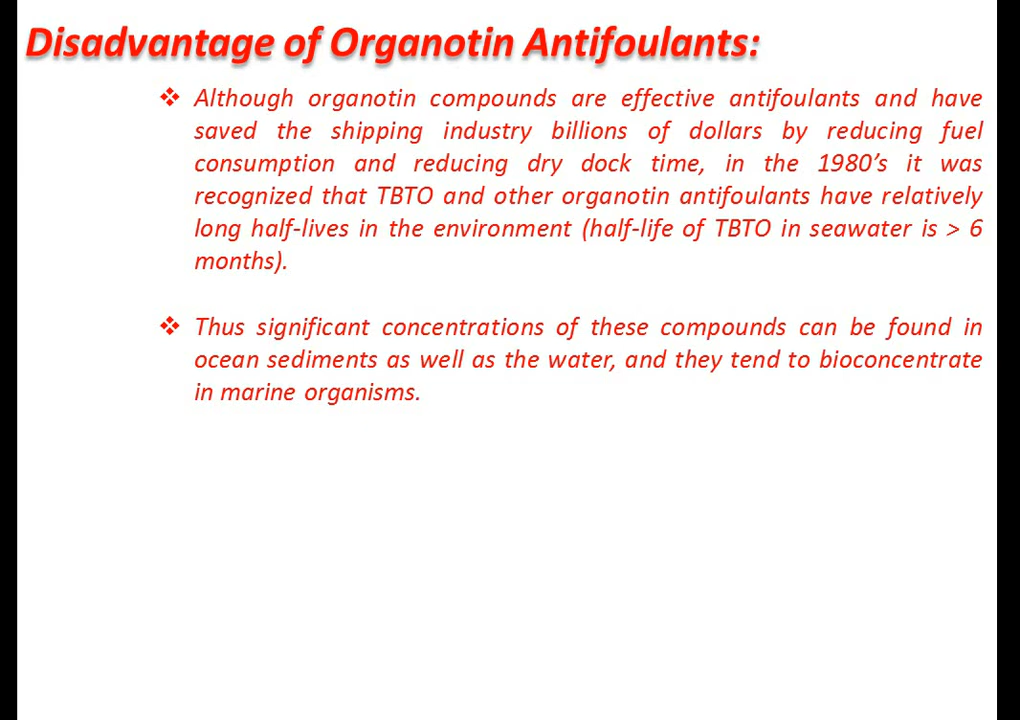 Disadvantage of Organotin Antifoulants:
❖ Although organotin compounds are effective antifoulants and have
saved the shipping industry billions of dollars by reducing fuel
consumption and reducing dry dock time, in the 1980’s it was
recognized that TBTO and other organotin antifoulants have relatively
long half-lives in the environment (half-life of TBTO in seawater is > 6
months).
❖ Thus significant concentrations of these compounds can be found in
ocean sediments as well as the water, and they tend to bioconcentrate
in marine organisms.